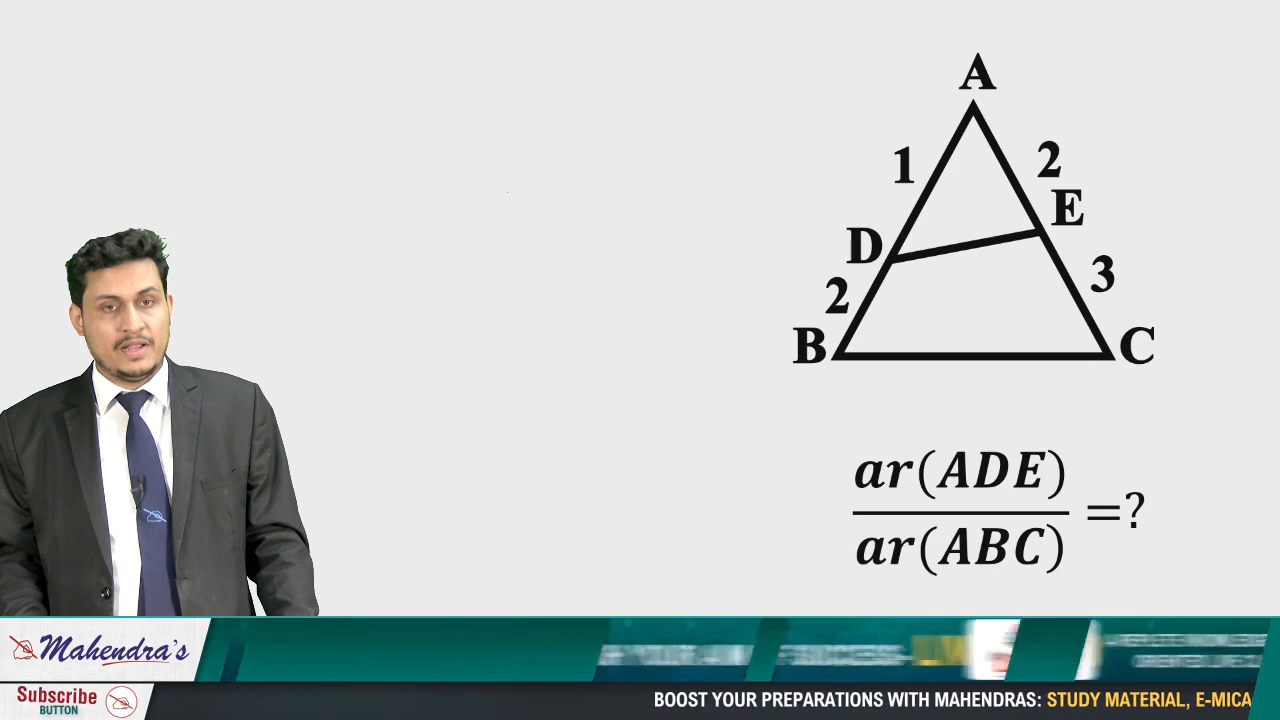 A
1
2
E
D
2
3
B
C
ar(ADE)
ar(ABC)
=?
Mahendra's
Subscribe
BUTTON
BOOST YOUR PREPARATIONS WITH MAHENDRAS: STUDY MATERIAL, E-MICA